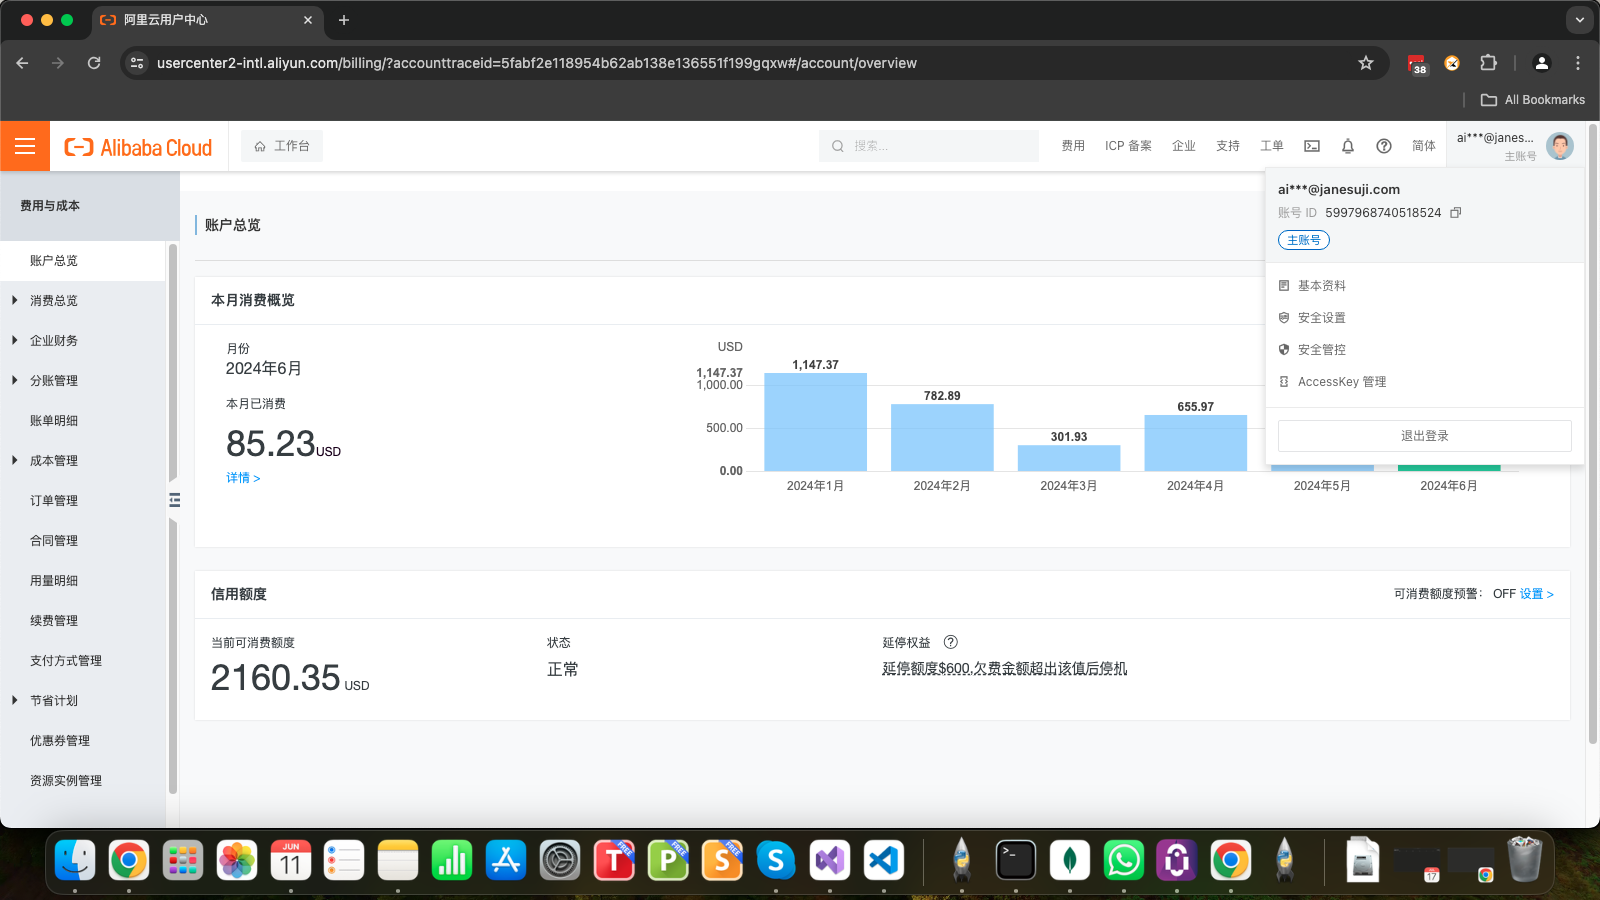 阿里云用户中心
usercenter2-intl.aliyun.com/billing/?accounttraceid=5fabf2e118954b62ab138e136551f199gqxw#/account/overview
38
All Bookmarks
Alibaba Cloud
工作台
搜索...
费用
ICP 备案
企业
支持
工单
简体
ai***@janes...
主账号
ai***@janesuji.com
账号 ID 5997968740518524
主账号
基本资料
安全设置
安全管控
AccessKey 管理
退出登录
费用与成本
账户总览
消费总览
企业财务
分账管理
账单明细
成本管理
订单管理
合同管理
用量明细
续费管理
支付方式管理
节省计划
优惠券管理
资源实例管理
账户总览
本月消费概览
月份
2024年6月
本月已消费
85.23USD
详情 >
USD
1,147.37
1,000.00
500.00
0.00
1,147.37
782.89
301.93
655.97
2024年1月
2024年2月
2024年3月
2024年4月
2024年5月
2024年6月
信用额度
可消费额度预警： OFF 设置 >
当前可消费额度
2160.35 USD
状态
正常
延停权益
延停额度$600,欠费金额超出该值后停机
JUN
11
T
FREE
P
FREE
S
FREE
S
17